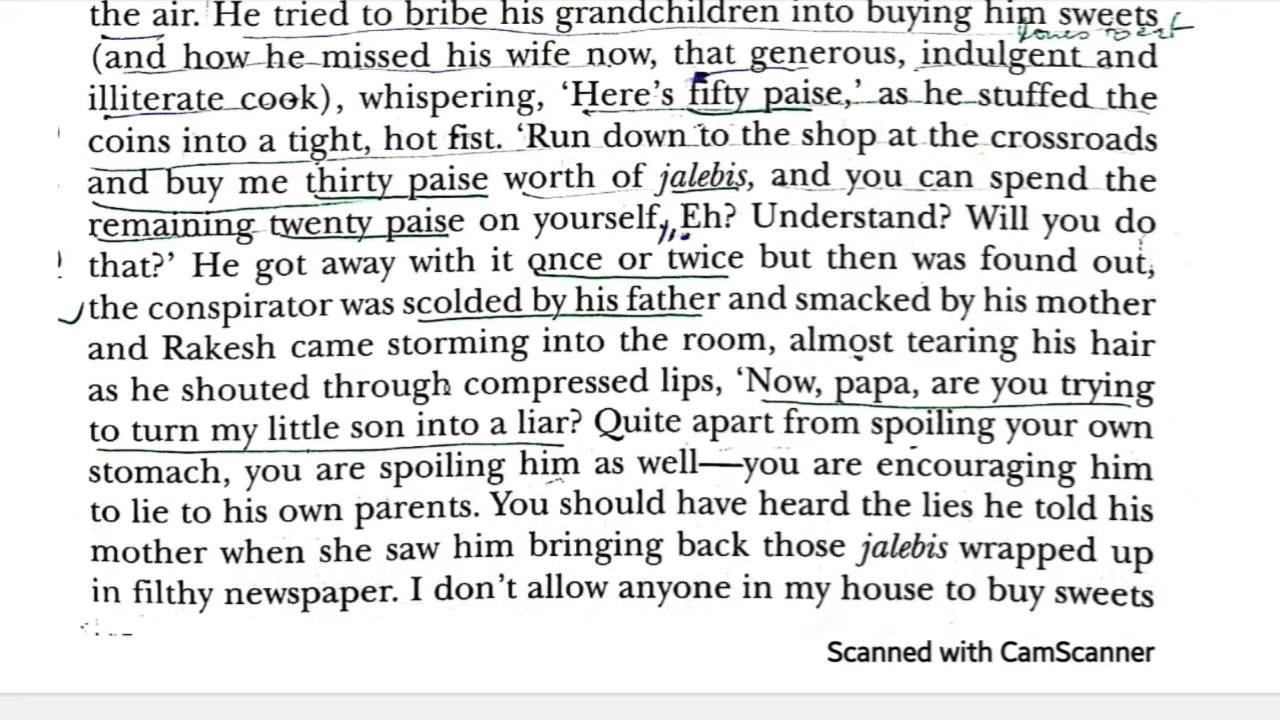 the air. He tried to bribe his grandchildren into buying him sweets
(and how he missed his wife now, that generous, indulgent and
illiterate cook), whispering, ‘Here’s fifty paise,’ as he stuffed the
coins into a tight, hot fist. ‘Run down to the shop at the crossroads
and buy me thirty paise worth of jalebis, and you can spend the
remaining twenty paise on yourself, Eh? Understand? Will you do
that?’ He got away with it once or twice but then was found out,
the conspirator was scolded by his father and smacked by his mother
and Rakesh came storming into the room, almost tearing his hair
as he shouted through compressed lips, ‘Now, papa, are you trying
to turn my little son into a liar? Quite apart from spoiling your own
stomach, you are spoiling him as well—you are encouraging him
to lie to his own parents. You should have heard the lies he told his
mother when she saw him bringing back those jalebis wrapped up
in filthy newspaper. I don’t allow anyone in my house to buy sweets
Scanned with CamScanner